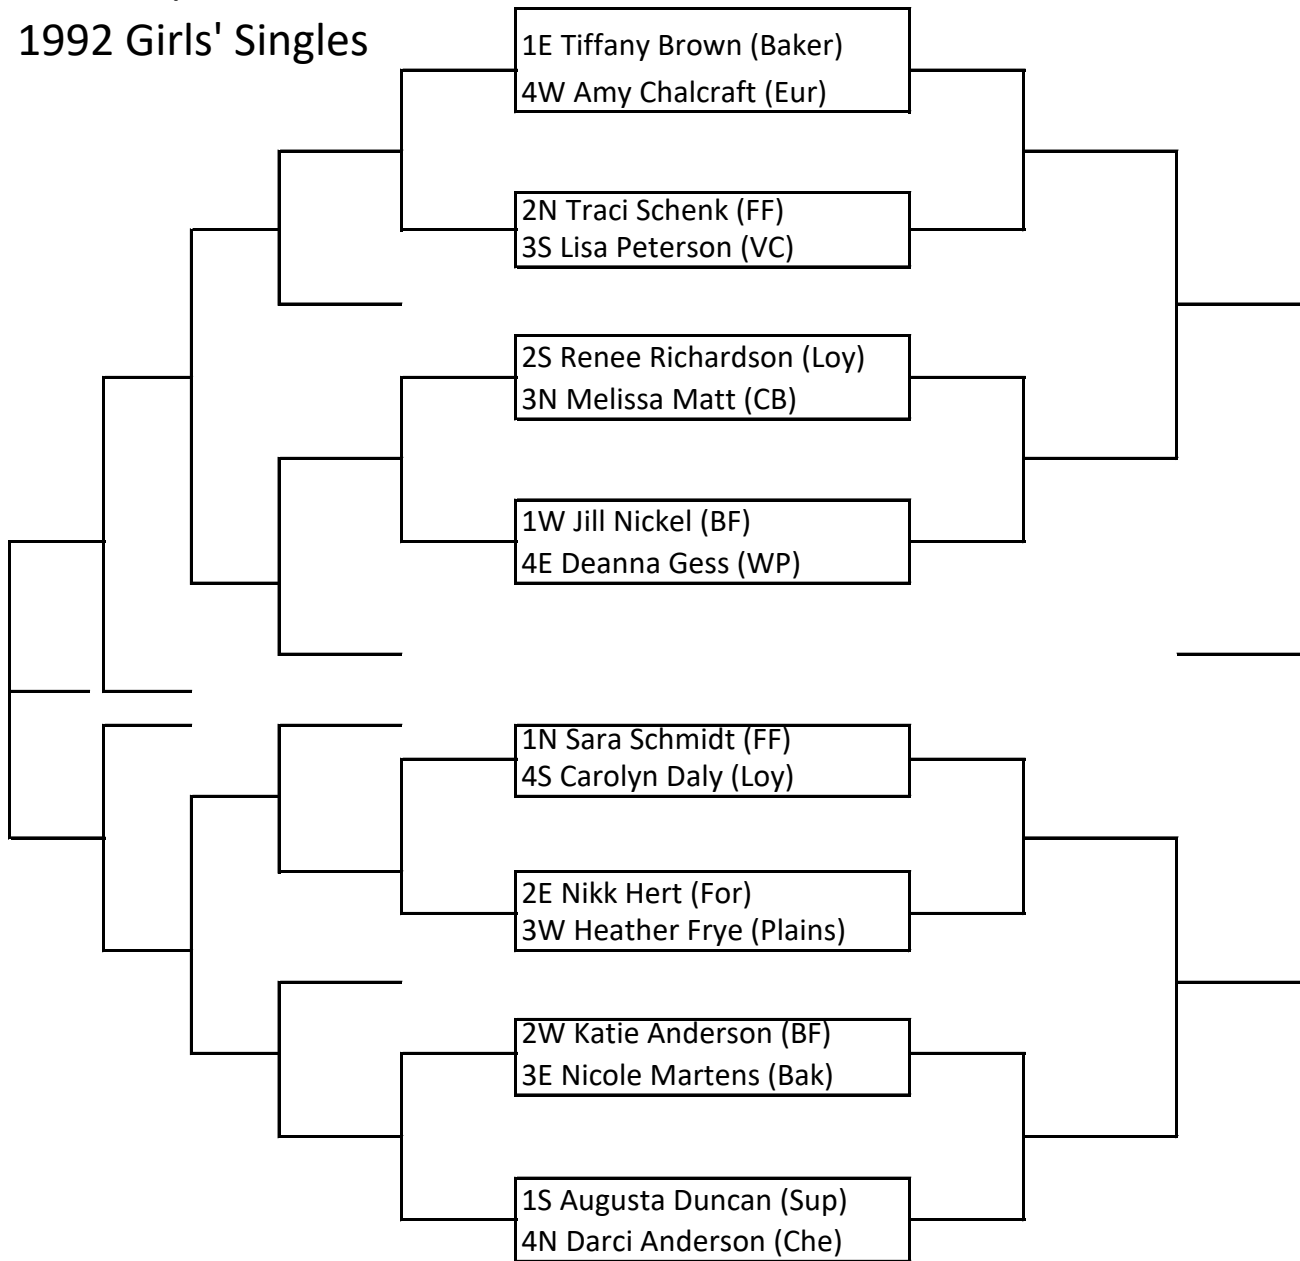 1992 Girls' Singles
1E Tiffany Brown (Baker)
4W Amy Chalcraft (Eur)
2N Traci Schenk (FF)
3S Lisa Peterson (VC)
2S Renee Richardson (Loy)
3N Melissa Matt (CB)
1W Jill Nickel (BF)
4E Deanna Gess (WP)
1N Sara Schmidt (FF)
4S Carolyn Daly (Loy)
2E Nikk Hert (For)
3W Heather Frye (Plains)
2W Katie Anderson (BF)
3E Nicole Martens (Bak)
1S Augusta Duncan (Sup)
4N Darci Anderson (Che)